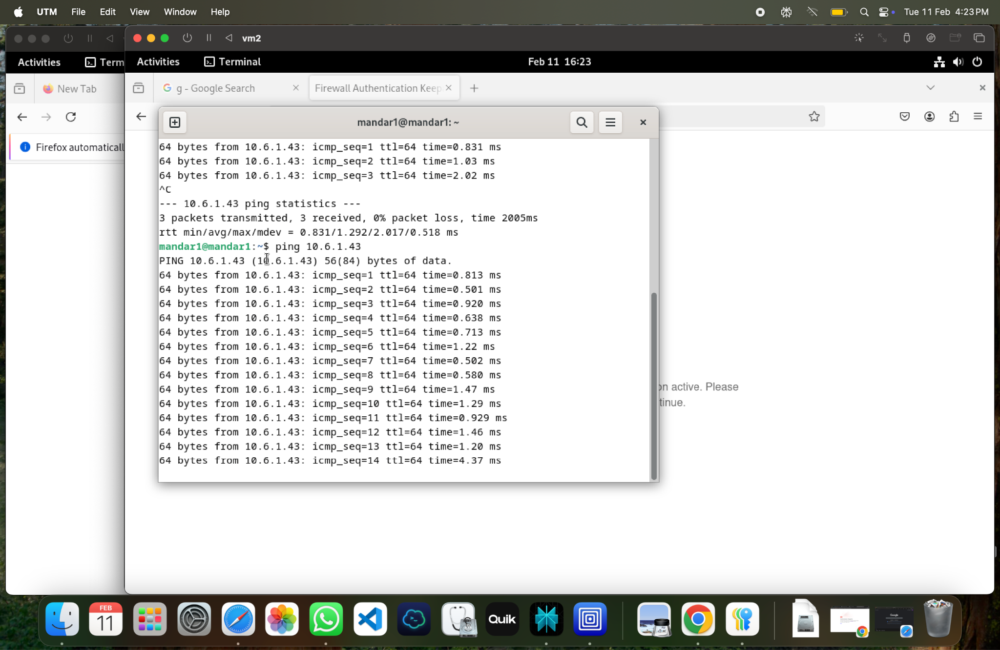 UTM File Edit View Window Help Tue 11 Feb 4:23 PM
vm2
Activities Term
Activities Terminal Feb 11 16:23
New Tab
g - Google Search Firewall Authentication Keep
mandar1@mandar1: ~
Firefox automaticall
64 bytes from 10.6.1.43: icmp_seq=1 ttl=64 time=0.831 ms
64 bytes from 10.6.1.43: icmp_seq=2 ttl=64 time=1.03 ms
64 bytes from 10.6.1.43: icmp_seq=3 ttl=64 time=2.02 ms
^C
--- 10.6.1.43 ping statistics ---
3 packets transmitted, 3 received, 0% packet loss, time 2005ms
rtt min/avg/max/mdev = 0.831/1.292/2.017/0.518 ms
mandar1@mandar1:~$ ping 10.6.1.43
PING 10.6.1.43 (10.6.1.43) 56(84) bytes of data.
64 bytes from 10.6.1.43: icmp_seq=1 ttl=64 time=0.813 ms
64 bytes from 10.6.1.43: icmp_seq=2 ttl=64 time=0.501 ms
64 bytes from 10.6.1.43: icmp_seq=3 ttl=64 time=0.920 ms
64 bytes from 10.6.1.43: icmp_seq=4 ttl=64 time=0.638 ms
64 bytes from 10.6.1.43: icmp_seq=5 ttl=64 time=0.713 ms
64 bytes from 10.6.1.43: icmp_seq=6 ttl=64 time=1.22 ms
64 bytes from 10.6.1.43: icmp_seq=7 ttl=64 time=0.502 ms
64 bytes from 10.6.1.43: icmp_seq=8 ttl=64 time=0.580 ms
64 bytes from 10.6.1.43: icmp_seq=9 ttl=64 time=1.47 ms
64 bytes from 10.6.1.43: icmp_seq=10 ttl=64 time=1.29 ms
64 bytes from 10.6.1.43: icmp_seq=11 ttl=64 time=0.929 ms
64 bytes from 10.6.1.43: icmp_seq=12 ttl=64 time=1.46 ms
64 bytes from 10.6.1.43: icmp_seq=13 ttl=64 time=1.20 ms
64 bytes from 10.6.1.43: icmp_seq=14 ttl=64 time=4.37 ms
on active. Please
tinue.
FEB
11
Quik
Google